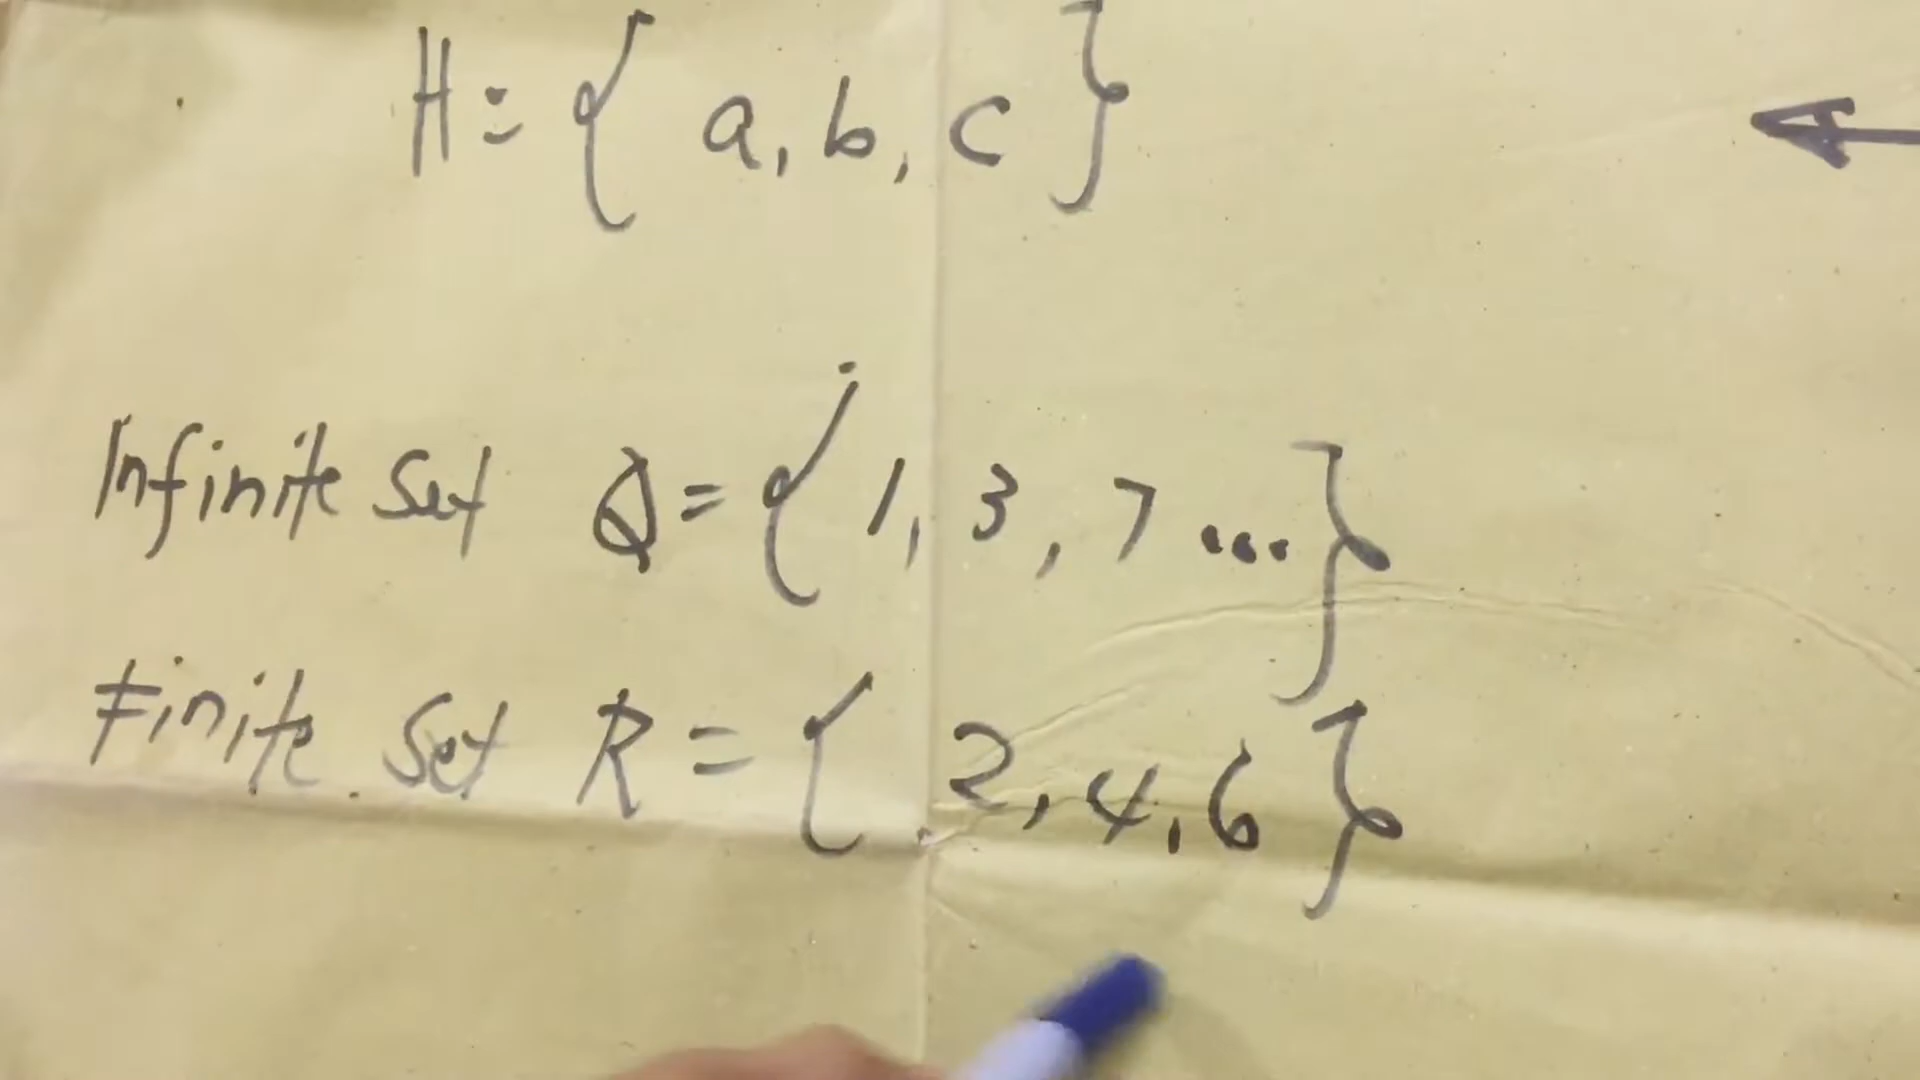 H = { a, b, c }
Infinite Set Q = { 1, 3, 7 ... }
Finite Set R = { 2, 4, 6 }